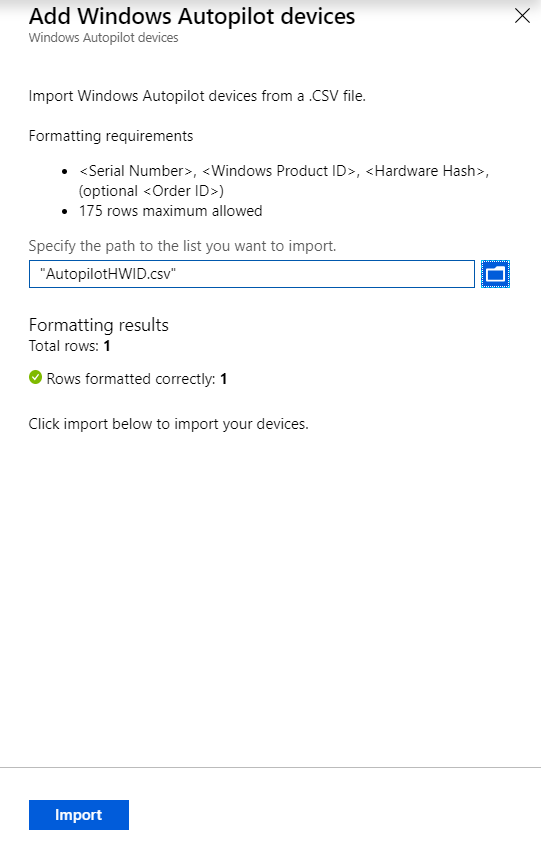 Add Windows Autopilot devices
Windows Autopilot devices
Import Windows Autopilot devices from a .CSV file.
Formatting requirements
• <Serial Number>, <Windows Product ID>, <Hardware Hash>,
(optional <Order ID>)
• 175 rows maximum allowed
Specify the path to the list you want to import.
"AutopilotHWID.csv"
Formatting results
Total rows: 1
Rows formatted correctly: 1
Click import below to import your devices.
Import